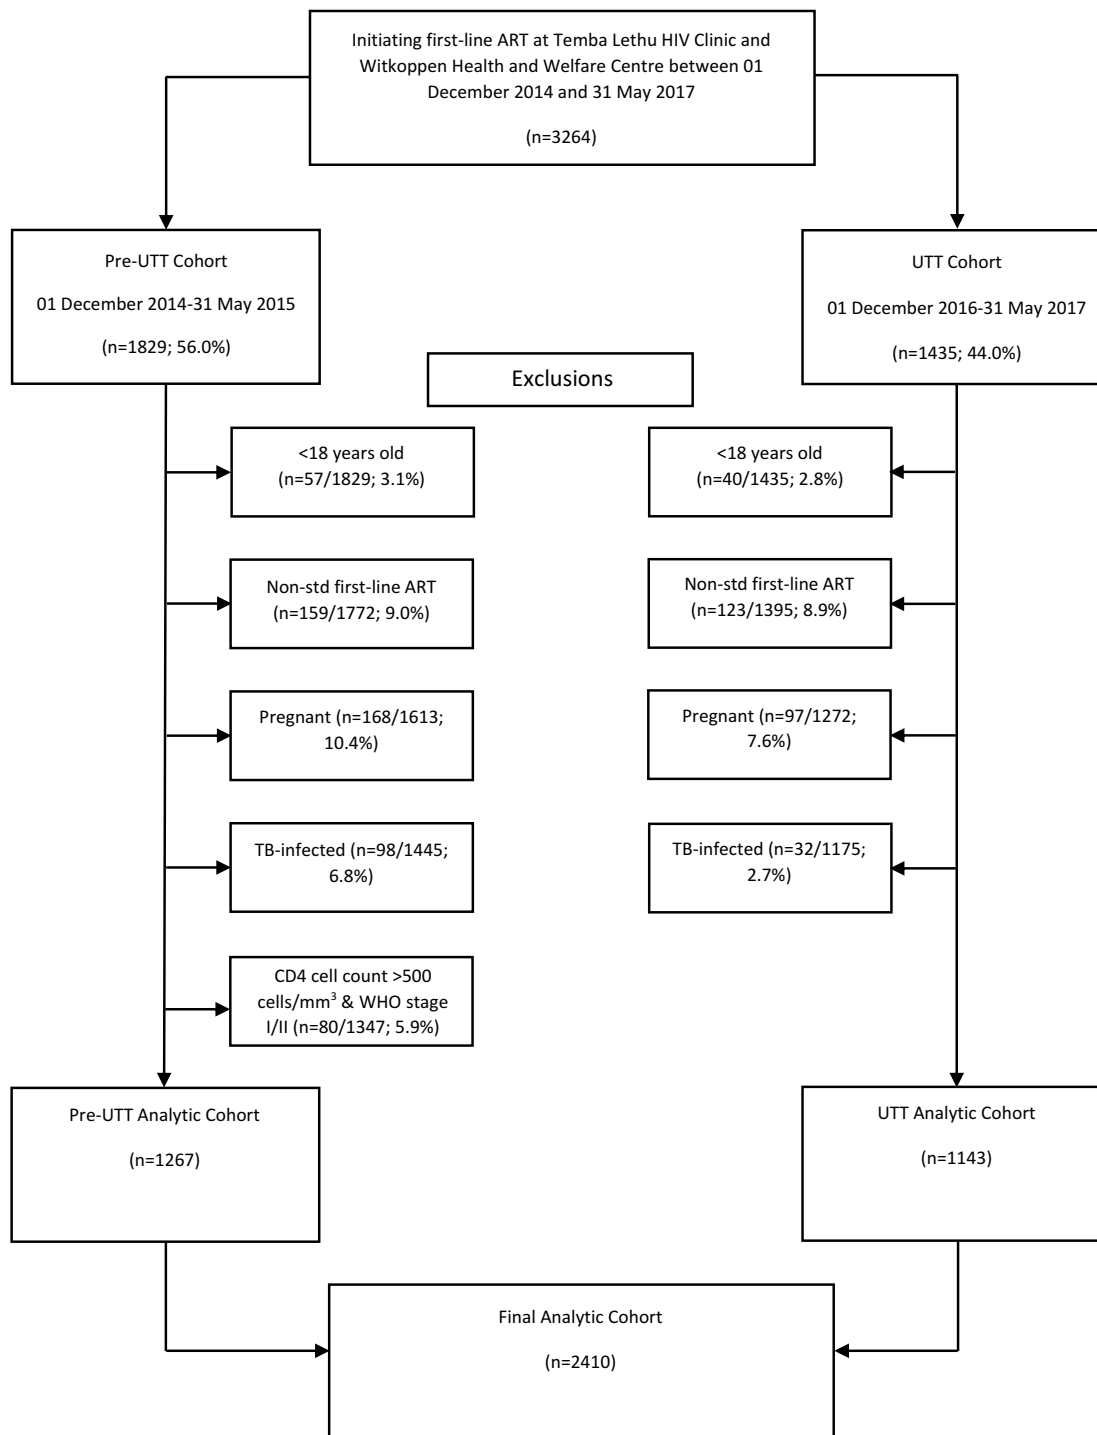 Initiating first-line ART at Temba Lethu HIV Clinic and
Witkoppen Health and Welfare Centre between 01
December 2014 and 31 May 2017
(n=3264)
Pre-UTT Cohort
01 December 2014-31 May 2015
(n=1829; 56.0%)
UTT Cohort
01 December 2016-31 May 2017
(n=1435; 44.0%)
Exclusions
<18 years old
(n=57/1829; 3.1%)
<18 years old
(n=40/1435; 2.8%)
Non-std first-line ART
(n=159/1772; 9.0%)
Non-std first-line ART
(n=123/1395; 8.9%)
Pregnant (n=168/1613;
10.4%)
Pregnant (n=97/1272;
7.6%)
TB-infected (n=98/1445;
6.8%)
TB-infected (n=32/1175;
2.7%)
CD4 cell count >500
cells/mm³ & WHO stage
I/II (n=80/1347; 5.9%)
Pre-UTT Analytic Cohort
(n=1267)
UTT Analytic Cohort
(n=1143)
Final Analytic Cohort
(n=2410)